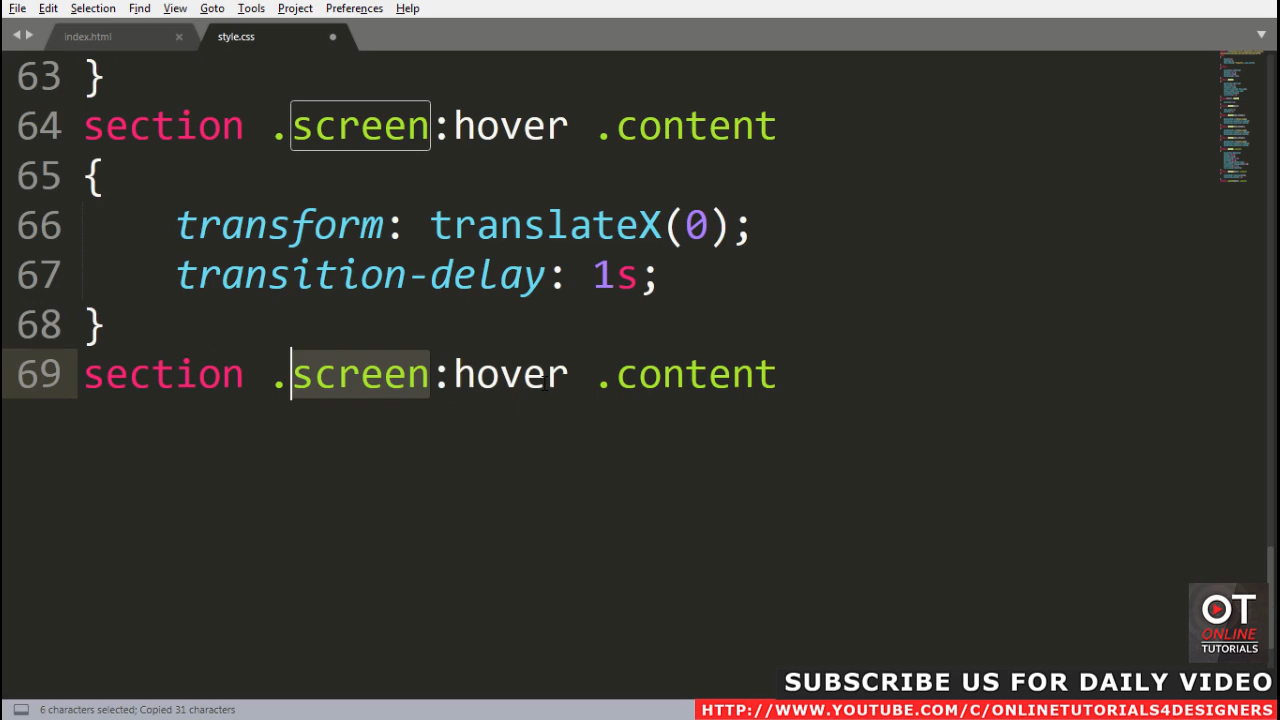 File Edit Selection Find View Goto Tools Project Preferences Help
index.html style.css
63 }
64 section .screen:hover .content
65 {
66 transform: translateX(0);
67 transition-delay: 1s;
68 }
69 section .screen:hover .content
OT
ONLINE
TUTORIALS
SUBSCRIBE US FOR DAILY VIDEO
6 characters selected; Copied 31 characters
HTTP://WWW.YOUTUBE.COM/C/ONLINETUTORIALS4DESIGNERS